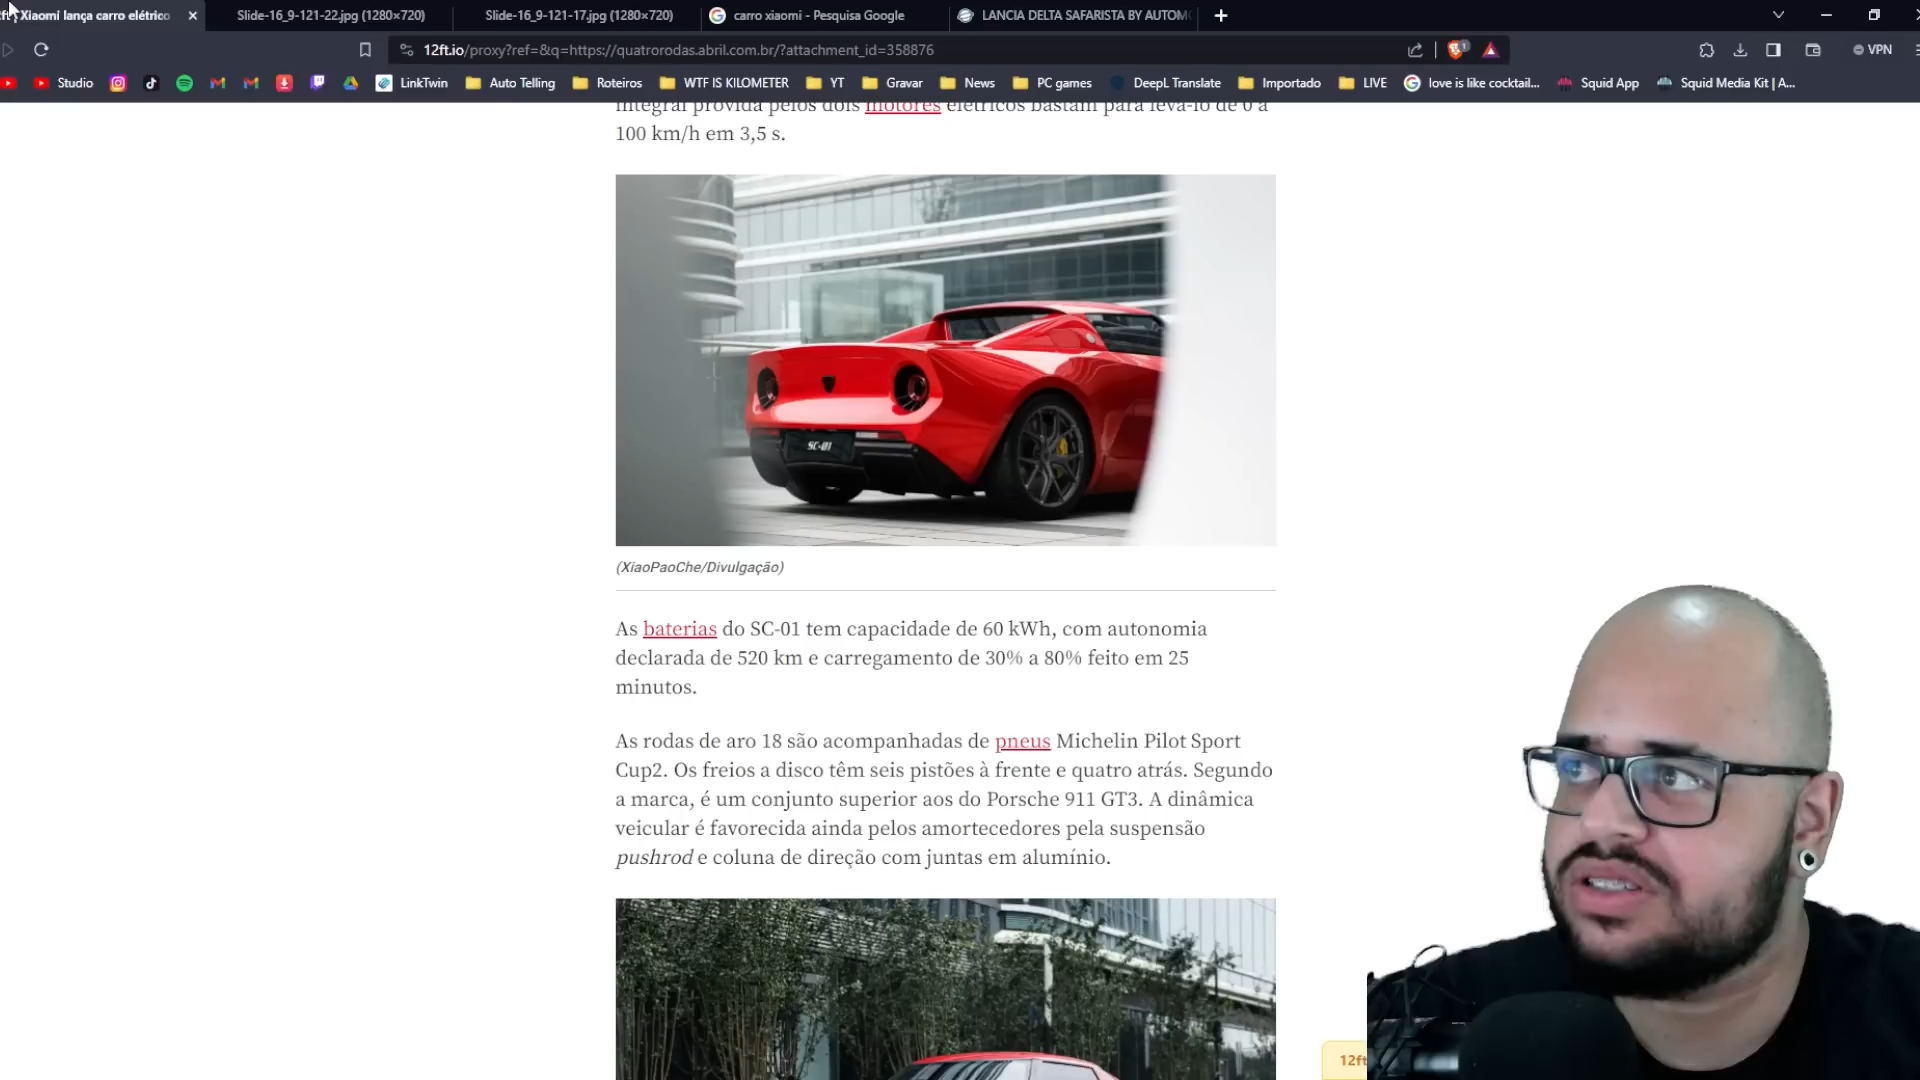 Xiaomi lança carro elétrico
Slide-16_9-121-22.jpg (1280×720)
Slide-16_9-121-17.jpg (1280×720)
carro xiaomi - Pesquisa Google
LANCIA DELTA SAFARISTA BY AUTOM
12ft.io/proxy?ref=&q=https://quatrorodas.abril.com.br/?attachment_id=358876
1
VPN
Studio
LinkTwin
Auto Telling
Roteiros
WTF IS KILOMETER
YT
Gravar
News
PC games
DeepL Translate
Importado
LIVE
love is like cocktail...
Squid App
Squid Media Kit | A...
integral provida pelos dois motores elétricos bastam para levá-lo de 0 a
100 km/h em 3,5 s.
SC-01
(XiaoPaoChe/Divulgação)
As baterias do SC-01 tem capacidade de 60 kWh, com autonomia
declarada de 520 km e carregamento de 30% a 80% feito em 25
minutos.
As rodas de aro 18 são acompanhadas de pneus Michelin Pilot Sport
Cup2. Os freios a disco têm seis pistões à frente e quatro atrás. Segundo
a marca, é um conjunto superior aos do Porsche 911 GT3. A dinâmica
veicular é favorecida ainda pelos amortecedores pela suspensão
pushrod e coluna de direção com juntas em alumínio.
12ft